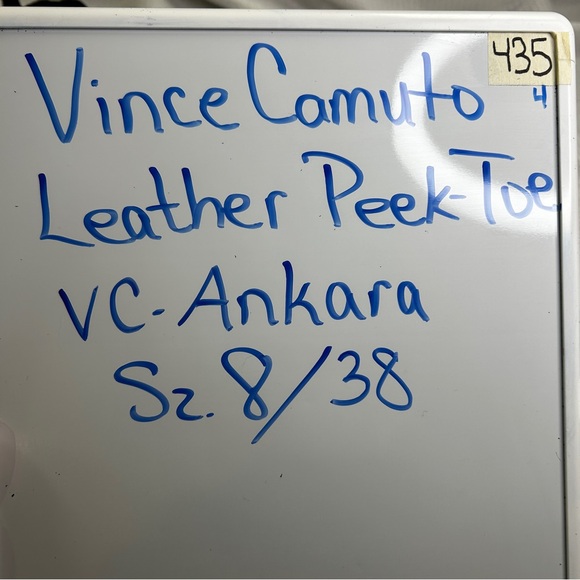 435
4
Vince Camuto
Leather Peek-Toe
VC-Ankara
Sz. 8/38